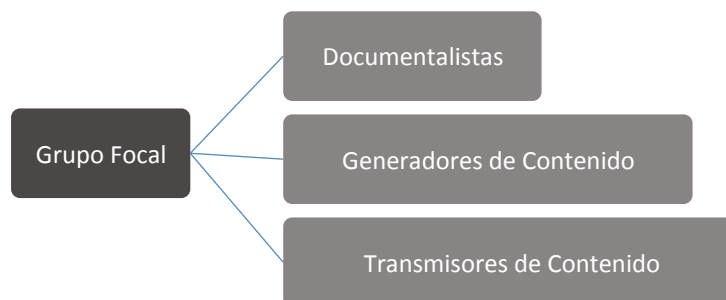 Documentalistas
Grupo Focal
Generadores de Contenido
Transmisores de Contenido